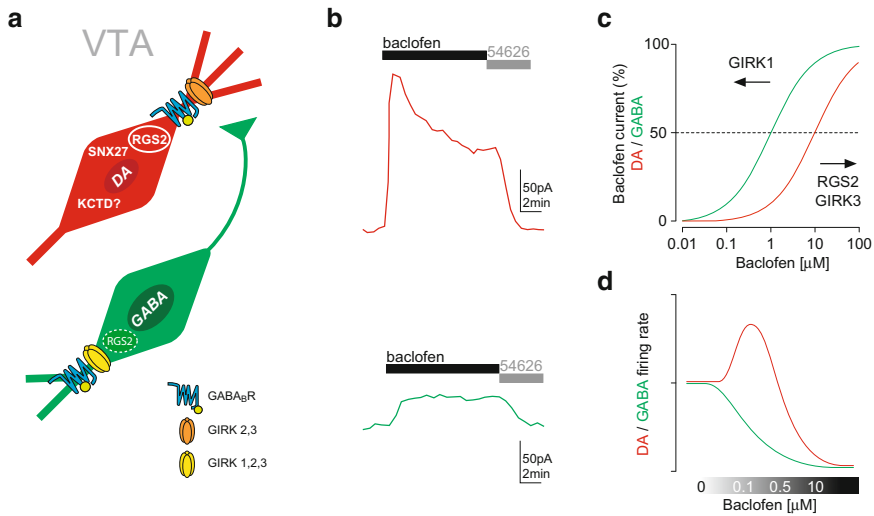 a
VTA
RGS2
SNX27
DA
KCTD?
GABA
RGS2
GABABR
GIRK 2,3
GIRK 1,2,3
b
baclofen
54626
50pA
2min
baclofen
54626
50pA
2min
c
Baclofen current (%)
DA / GABA
100
50
0
GIRK1
RGS2
GIRK3
0.01 0.1 1 10 100
Baclofen [µM]
d
DA / GABA firing rate
0 0.1 0.5 10
Baclofen [µM]